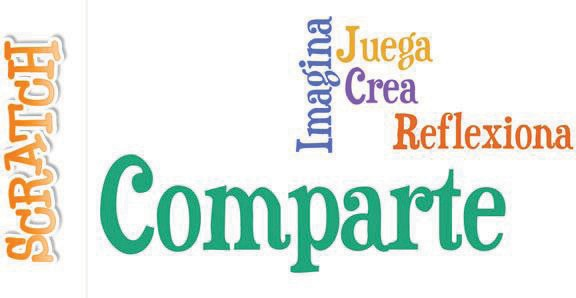 ScRATcH
Imagina
Juega
Crea
Reflexiona
Comparte